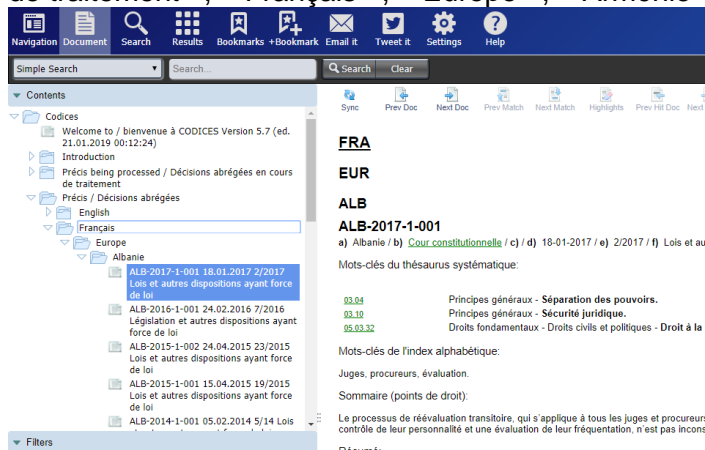 de traitement", "Français", "Europe", "Arménie"
Navigation Document Search Results Bookmarks +Bookmark Email it Tweet it Settings Help
Simple Search Search... Search Clear
Contents
Codices
Welcome to / bienvenue à CODICES Version 5.7 (ed.
21.01.2019 00:12:24)
Introduction
Précis being processed / Décisions abrégées en cours
de traitement
Précis / Décisions abrégées
English
Français
Europe
Albanie
ALB-2017-1-001 18.01.2017 2/2017
Lois et autres dispositions ayant force
de loi
ALB-2016-1-001 24.02.2016 7/2016
Législation et autres dispositions ayant
force de loi
ALB-2015-1-002 24.04.2015 23/2015
Lois et autres dispositions ayant force
de loi
ALB-2015-1-001 15.04.2015 19/2015
Lois et autres dispositions ayant force
de loi
ALB-2014-1-001 05.02.2014 5/14 Lois
Filters
Sync Prev Doc Next Doc Prev Match Next Match Highlights Prev Hit Doc Next
FRA
EUR
ALB
ALB-2017-1-001
a) Albanie / b) Cour constitutionnelle / c) / d) 18-01-2017 / e) 2/2017 / f) Lois et au
Mots-clés du thésaurus systématique:
03.04 Principes généraux - Séparation des pouvoirs.
03.10 Principes généraux - Sécurité juridique.
05.03.32 Droits fondamentaux - Droits civils et politiques - Droit à la
Mots-clés de l'index alphabétique:
Juges, procureurs, évaluation.
Sommaire (points de droit):
Le processus de réévaluation transitoire, qui s'applique à tous les juges et procureurs
contrôle de leur personnalité et une évaluation de leur fréquentation, n'est pas incons